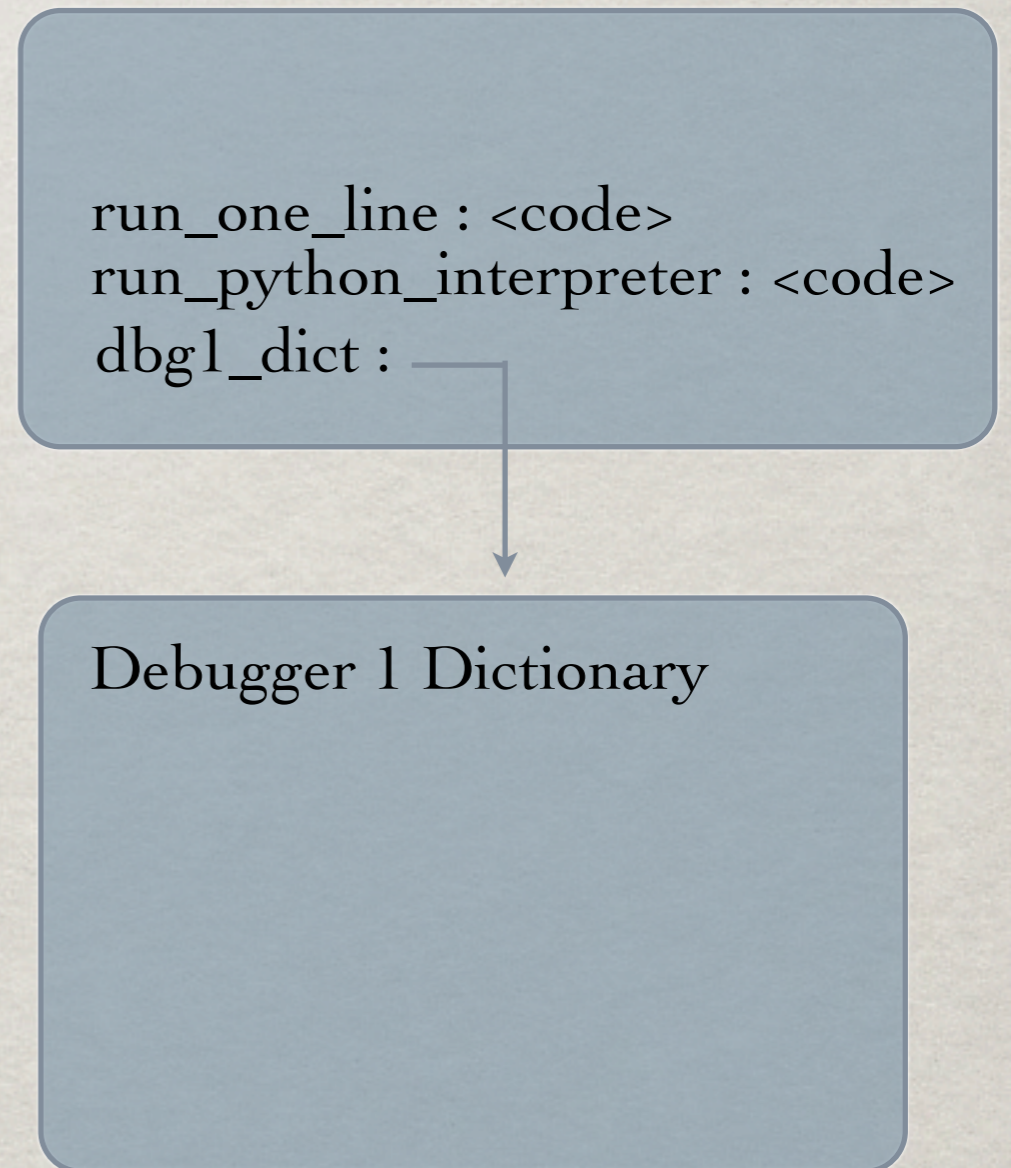 run_one_line : <code>
run_python_interpreter : <code>
dbg1_dict :
Debugger 1 Dictionary